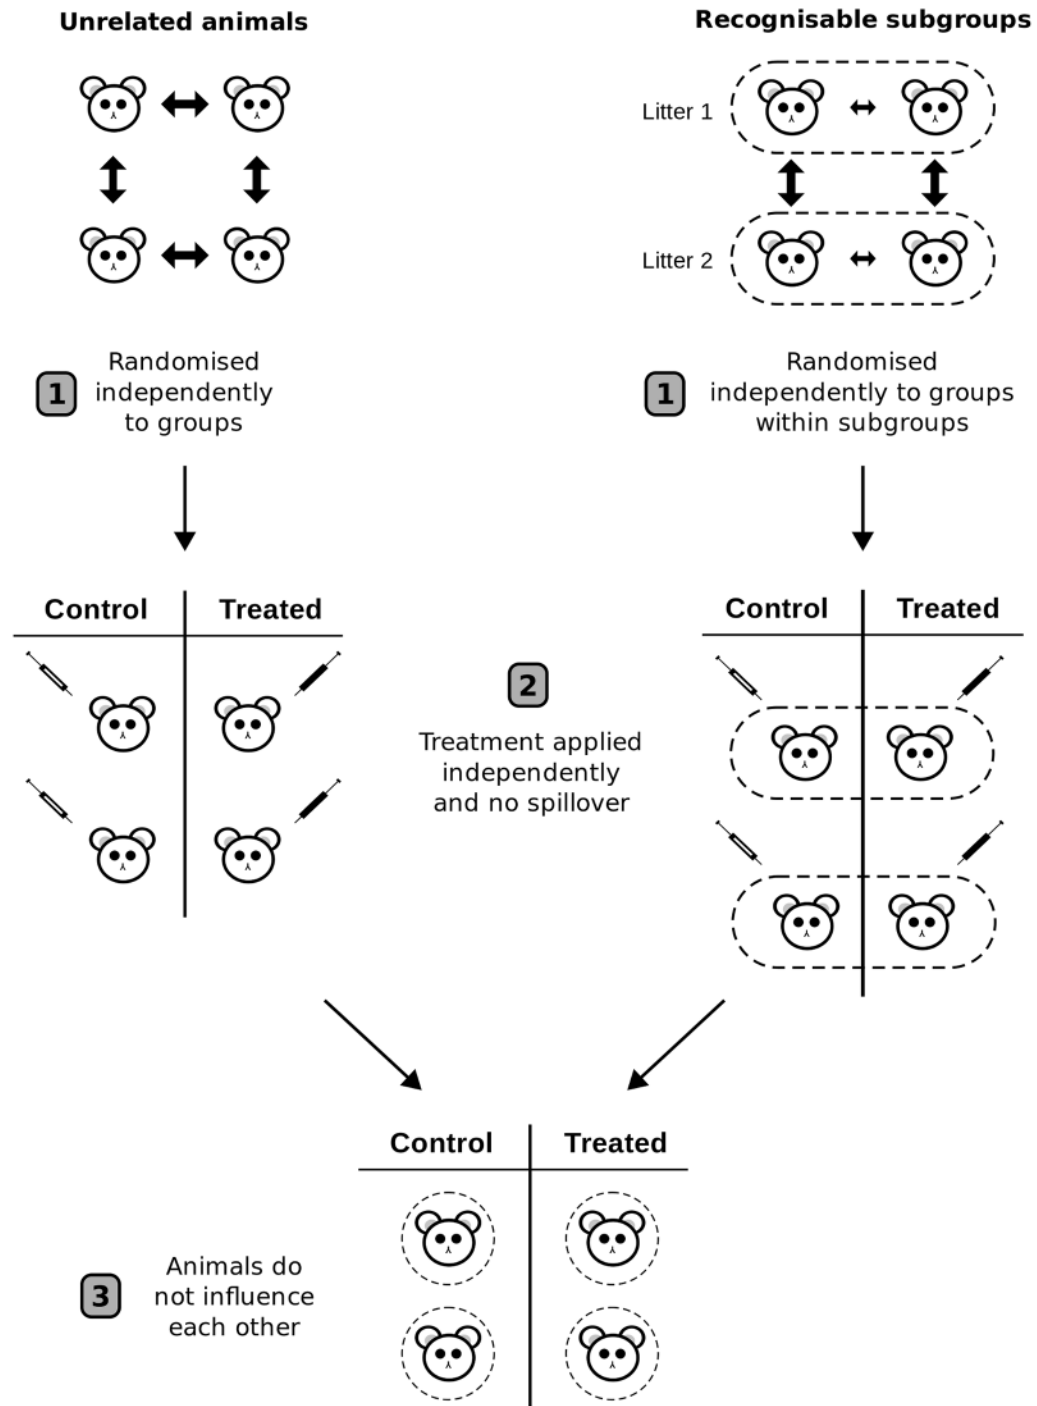 Unrelated animals
Recognisable subgroups
Litter 1
Litter 2
1
Randomised
independently
to groups
1
Randomised
independently to groups
within subgroups
Control
Treated
2
Treatment applied
independently
and no spillover
Control
Treated
Control
Treated
3
Animals do
not influence
each other